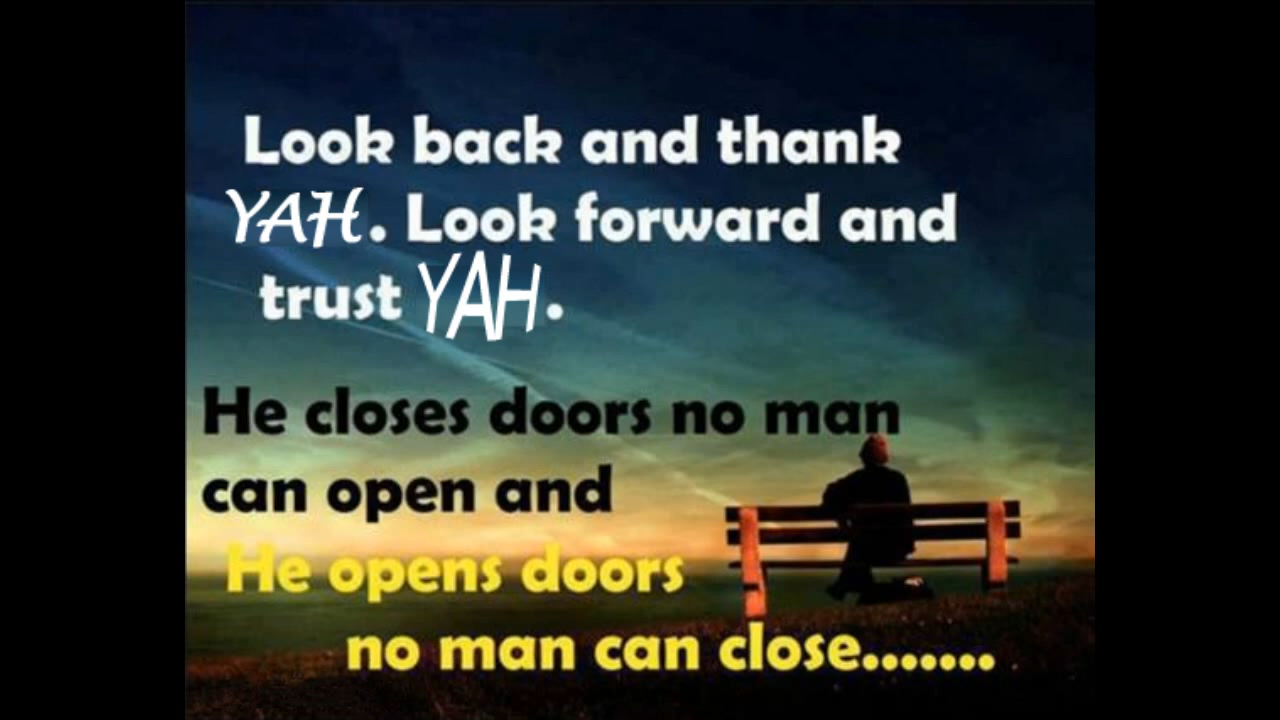 Look back and thank
YAH. Look forward and
trust YAH.
He closes doors no man
can open and
He opens doors
no man can close.......